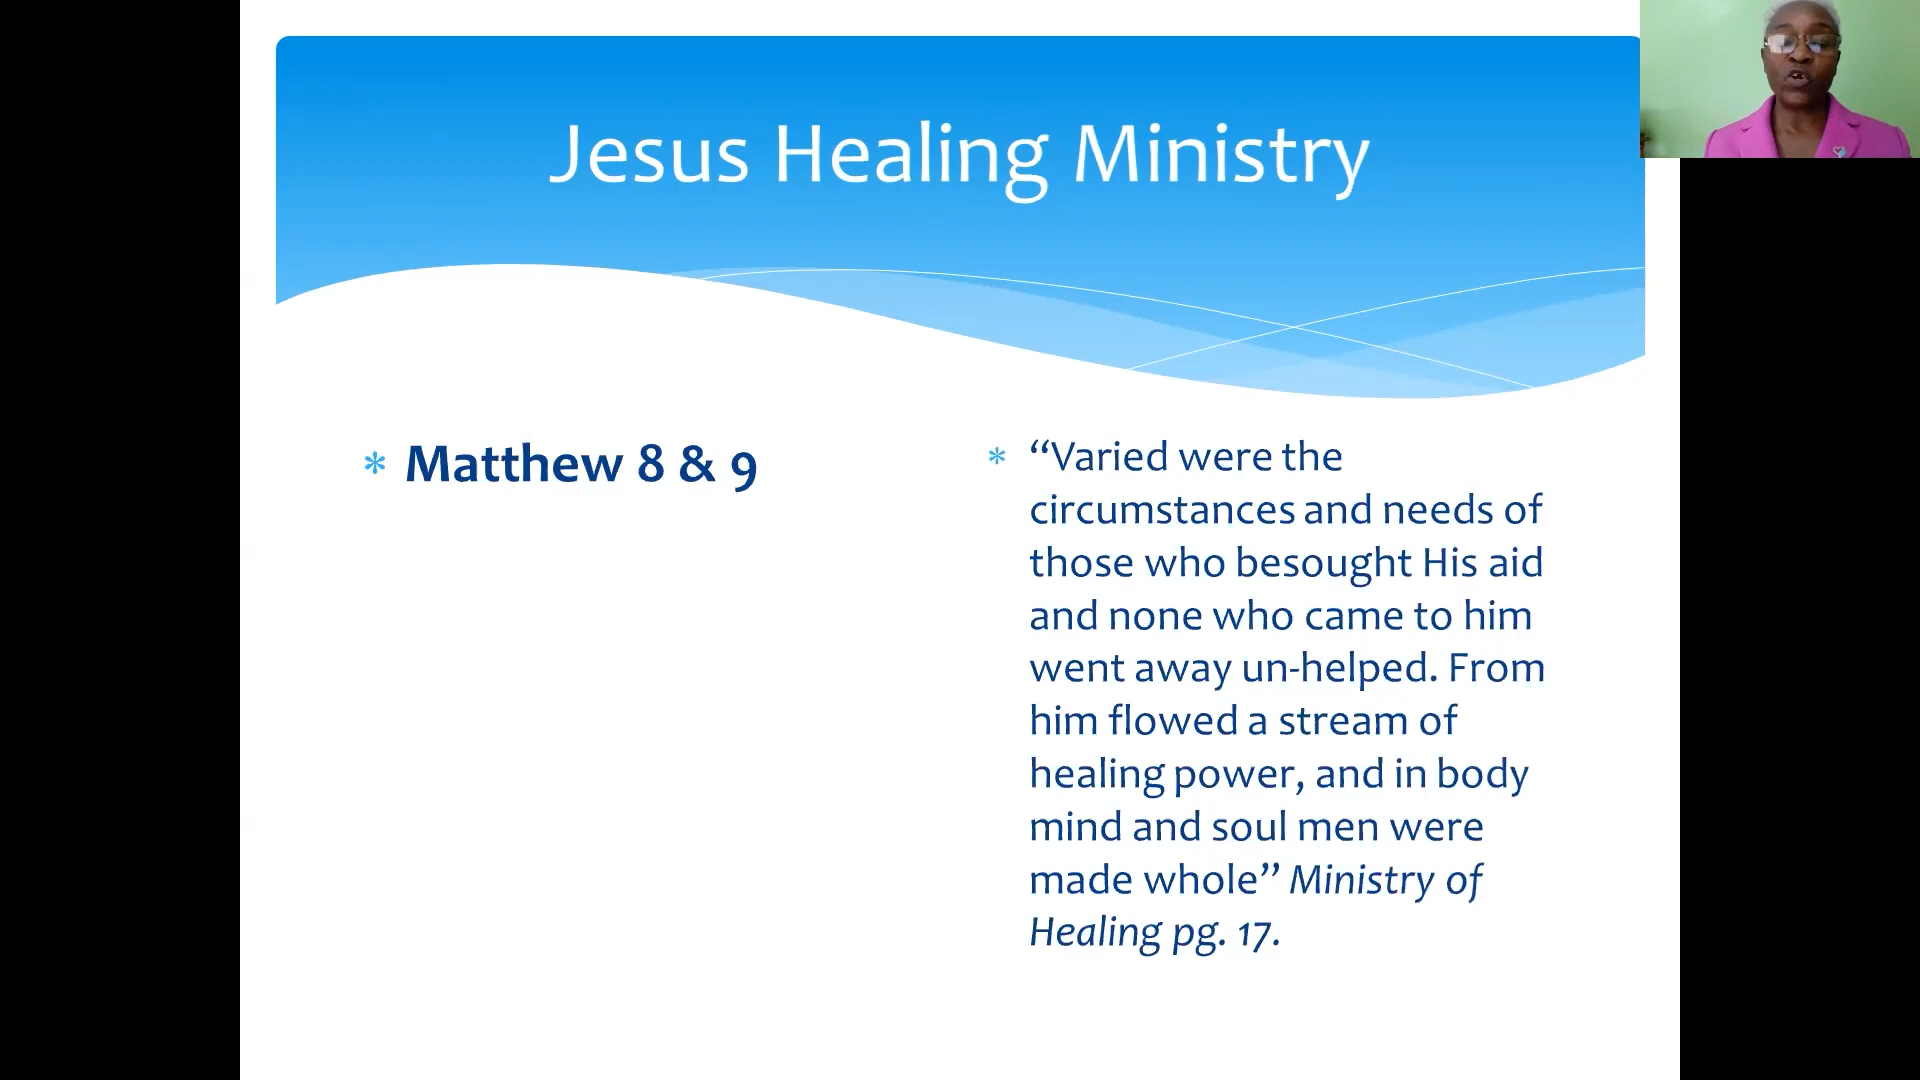 Jesus Healing Ministry
* Matthew 8 & 9
* “Varied were the
circumstances and needs of
those who besought His aid
and none who came to him
went away un-helped. From
him flowed a stream of
healing power, and in body
mind and soul men were
made whole” Ministry of
Healing pg. 17.